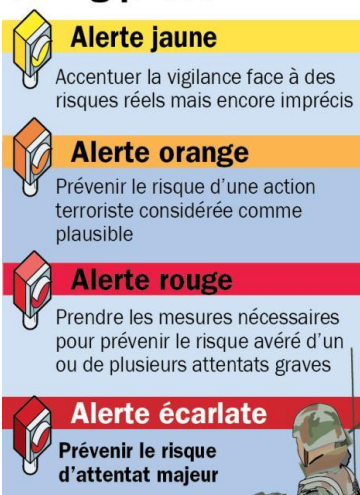 Alerte jaune
Accentuer la vigilance face à des
risques réels mais encore imprécis
Alerte orange
Prévenir le risque d'une action
terroriste considérée comme
plausible
Alerte rouge
Prendre les mesures nécessaires
pour prévenir le risque avéré d'un
ou de plusieurs attentats graves
Alerte écarlate
Prévenir le risque
d'attentat majeur